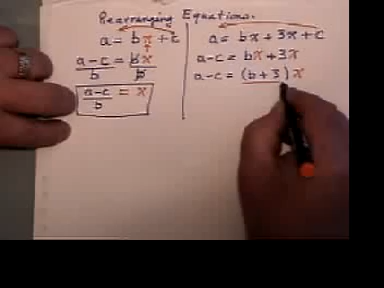 Rearranging Equations.
a = bx + c
a-c = bx
b b
a-c = x
b
a = bx + 3x + c
a-c = bx + 3x
a-c = (b+3)x